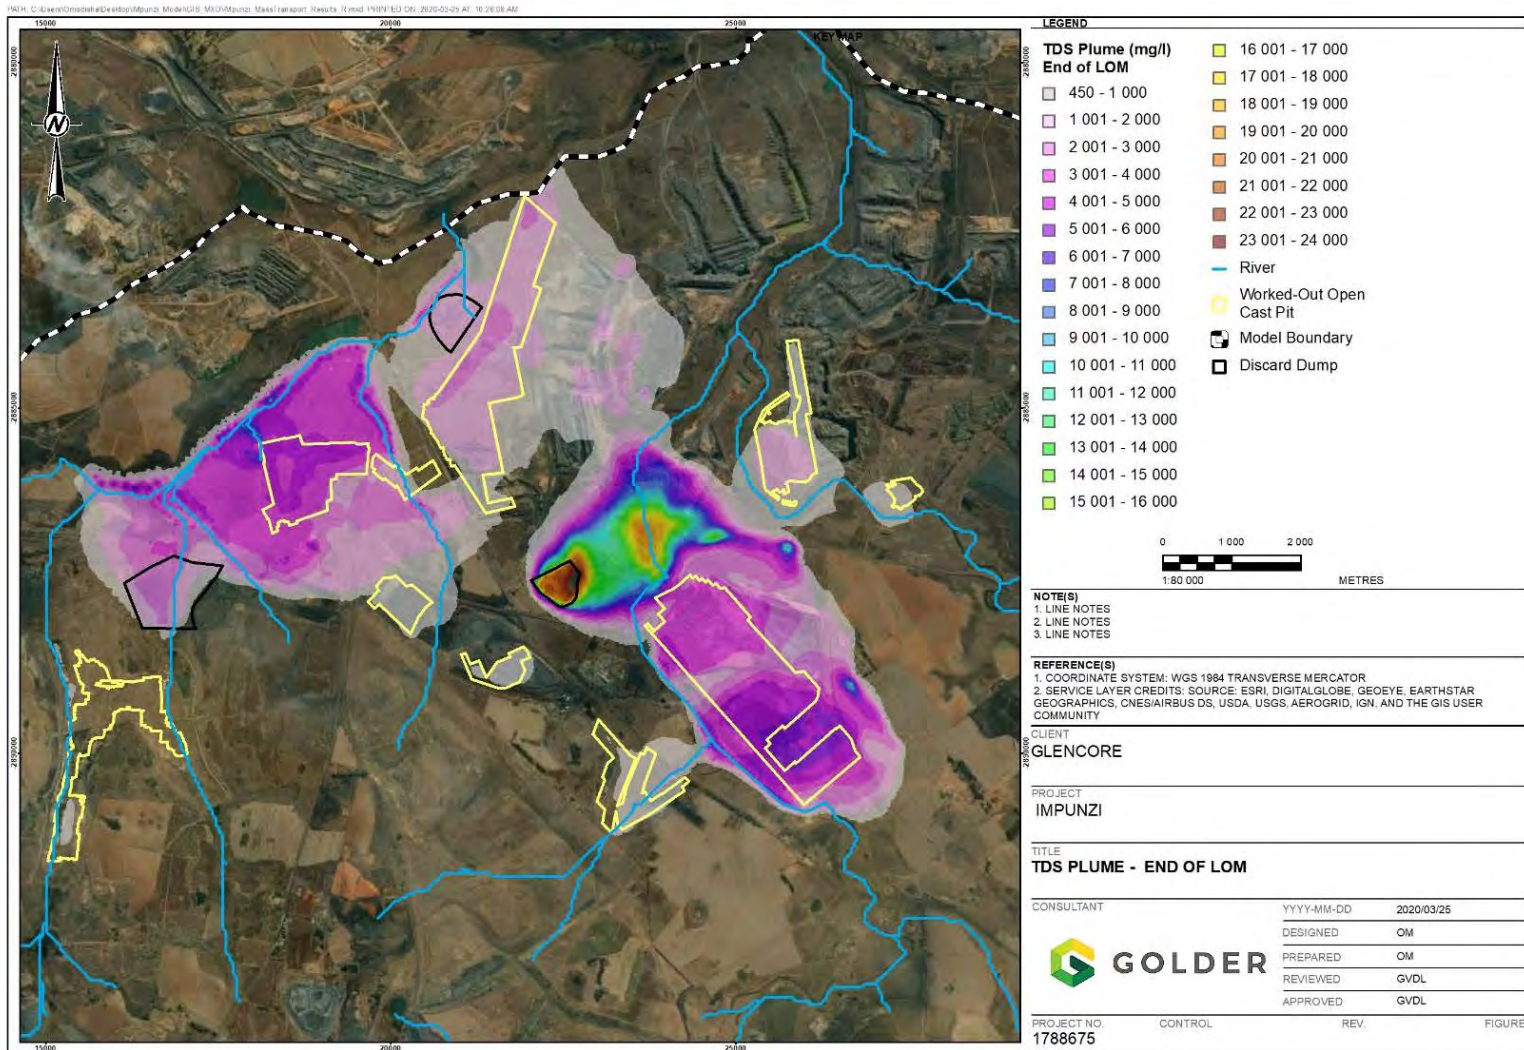 15000
20000
25000
KEY MAP
2880000
2880000
N
2885000
2885000
2890000
2890000
15000
20000
25000
LEGEND
TDS Plume (mg/l)
End of LOM
450 - 1 000
1 001 - 2 000
2 001 - 3 000
3 001 - 4 000
4 001 - 5 000
5 001 - 6 000
6 001 - 7 000
7 001 - 8 000
8 001 - 9 000
9 001 - 10 000
10 001 - 11 000
11 001 - 12 000
12 001 - 13 000
13 001 - 14 000
14 001 - 15 000
15 001 - 16 000
16 001 - 17 000
17 001 - 18 000
18 001 - 19 000
19 001 - 20 000
20 001 - 21 000
21 001 - 22 000
22 001 - 23 000
23 001 - 24 000
River
Worked-Out Open
Cast Pit
Model Boundary
Discard Dump
0 1 000 2 000
1:80 000 METRES
NOTE(S)
1. LINE NOTES
2. LINE NOTES
3. LINE NOTES
REFERENCE(S)
1. COORDINATE SYSTEM: WGS 1984 TRANSVERSE MERCATOR
2. SERVICE LAYER CREDITS: SOURCE: ESRI, DIGITALGLOBE, GEOEYE, EARTHSTAR
GEOGRAPHICS, CNES/AIRBUS DS, USDA, USGS, AEROGRID, IGN, AND THE GIS USER
COMMUNITY
CLIENT
GLENCORE
PROJECT
IMPUNZI
TITLE
TDS PLUME - END OF LOM
CONSULTANT
GOLDER
YYYY-MM-DD 2020/03/25
DESIGNED OM
PREPARED OM
REVIEWED GVDL
APPROVED GVDL
PROJECT NO. CONTROL REV. FIGURE
1788675